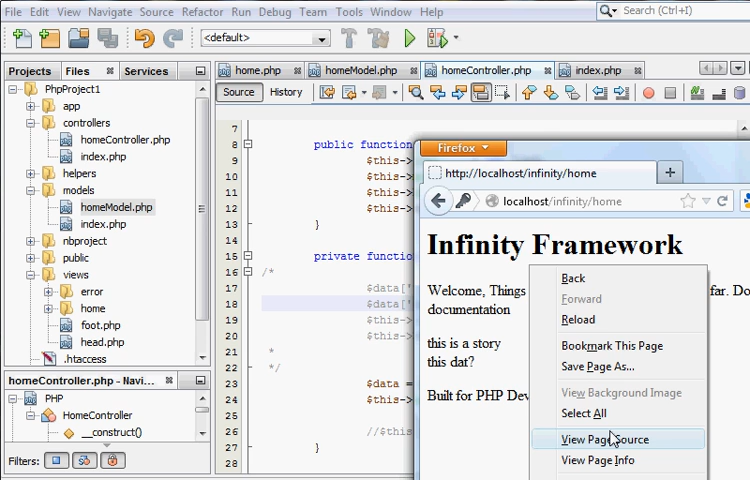 File Edit View Navigate Source Refactor Run Debug Team Tools Window Help
Search (Ctrl+I)
<default>
Projects Files Services
home.php homeModel.php homeController.php index.php
Source History
PhpProject1
app
controllers
homeController.php
index.php
helpers
models
homeModel.php
index.php
nbproject
public
views
error
home
foot.php
head.php
.htaccess
homeController.php - Navi...
PHP
HomeController
__construct()
Filters:
7
8 public function
9 $this->
10 $this->
11 $this->
12 $this->
13 }
14
15 private functio
16 /*
17 $data['
18 $data['
19 $this->
20 $this->
21 *
22 */
23 $data =
24 $this->
25
26 //$this
27 }
28
Firefox
http://localhost/infinity/home
localhost/infinity/home
Infinity Framework
Welcome, Things far. Do
documentation
this is a story
this dat?
Built for PHP Dev
Back
Forward
Reload
Bookmark This Page
Save Page As...
View Background Image
Select All
View Page Source
View Page Info